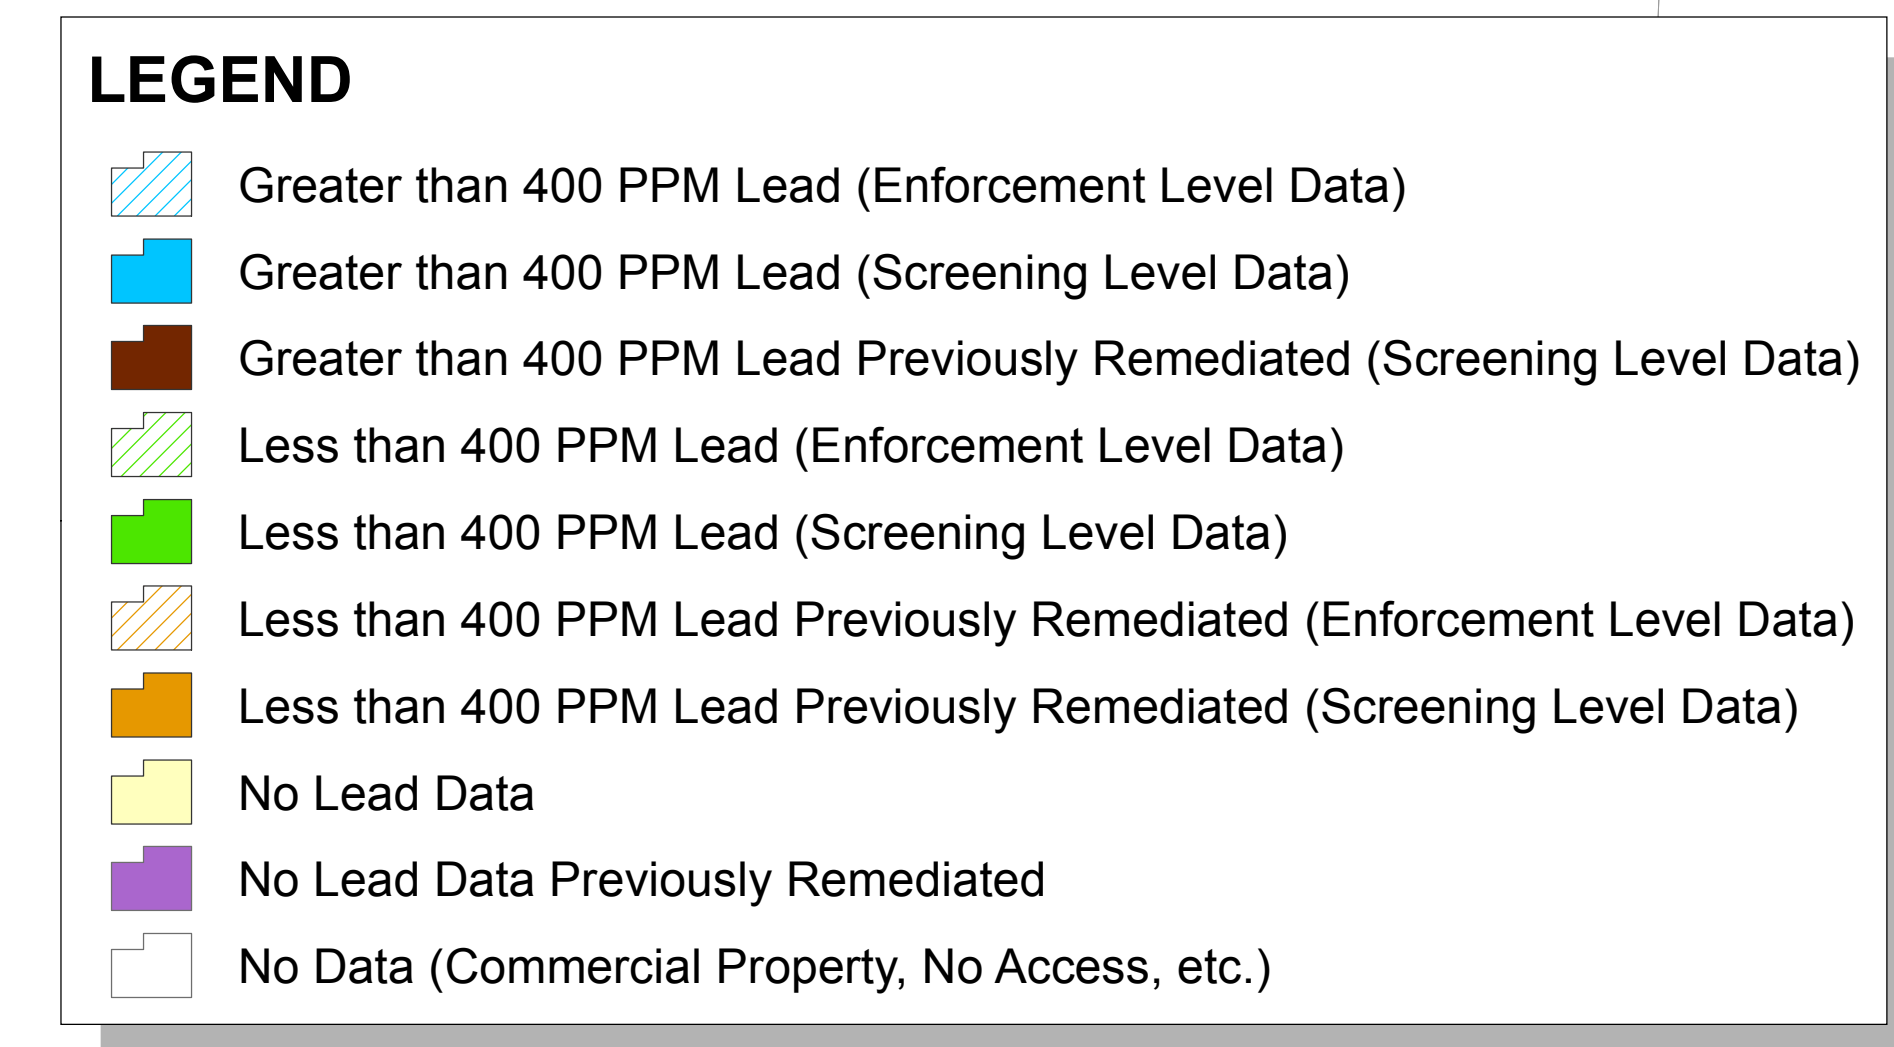 LEGEND
Greater than 400 PPM Lead (Enforcement Level Data)
Greater than 400 PPM Lead (Screening Level Data)
Greater than 400 PPM Lead Previously Remediated (Screening Level Data)
Less than 400 PPM Lead (Enforcement Level Data)
Less than 400 PPM Lead (Screening Level Data)
Less than 400 PPM Lead Previously Remediated (Enforcement Level Data)
Less than 400 PPM Lead Previously Remediated (Screening Level Data)
No Lead Data
No Lead Data Previously Remediated
No Data (Commercial Property, No Access, etc.)